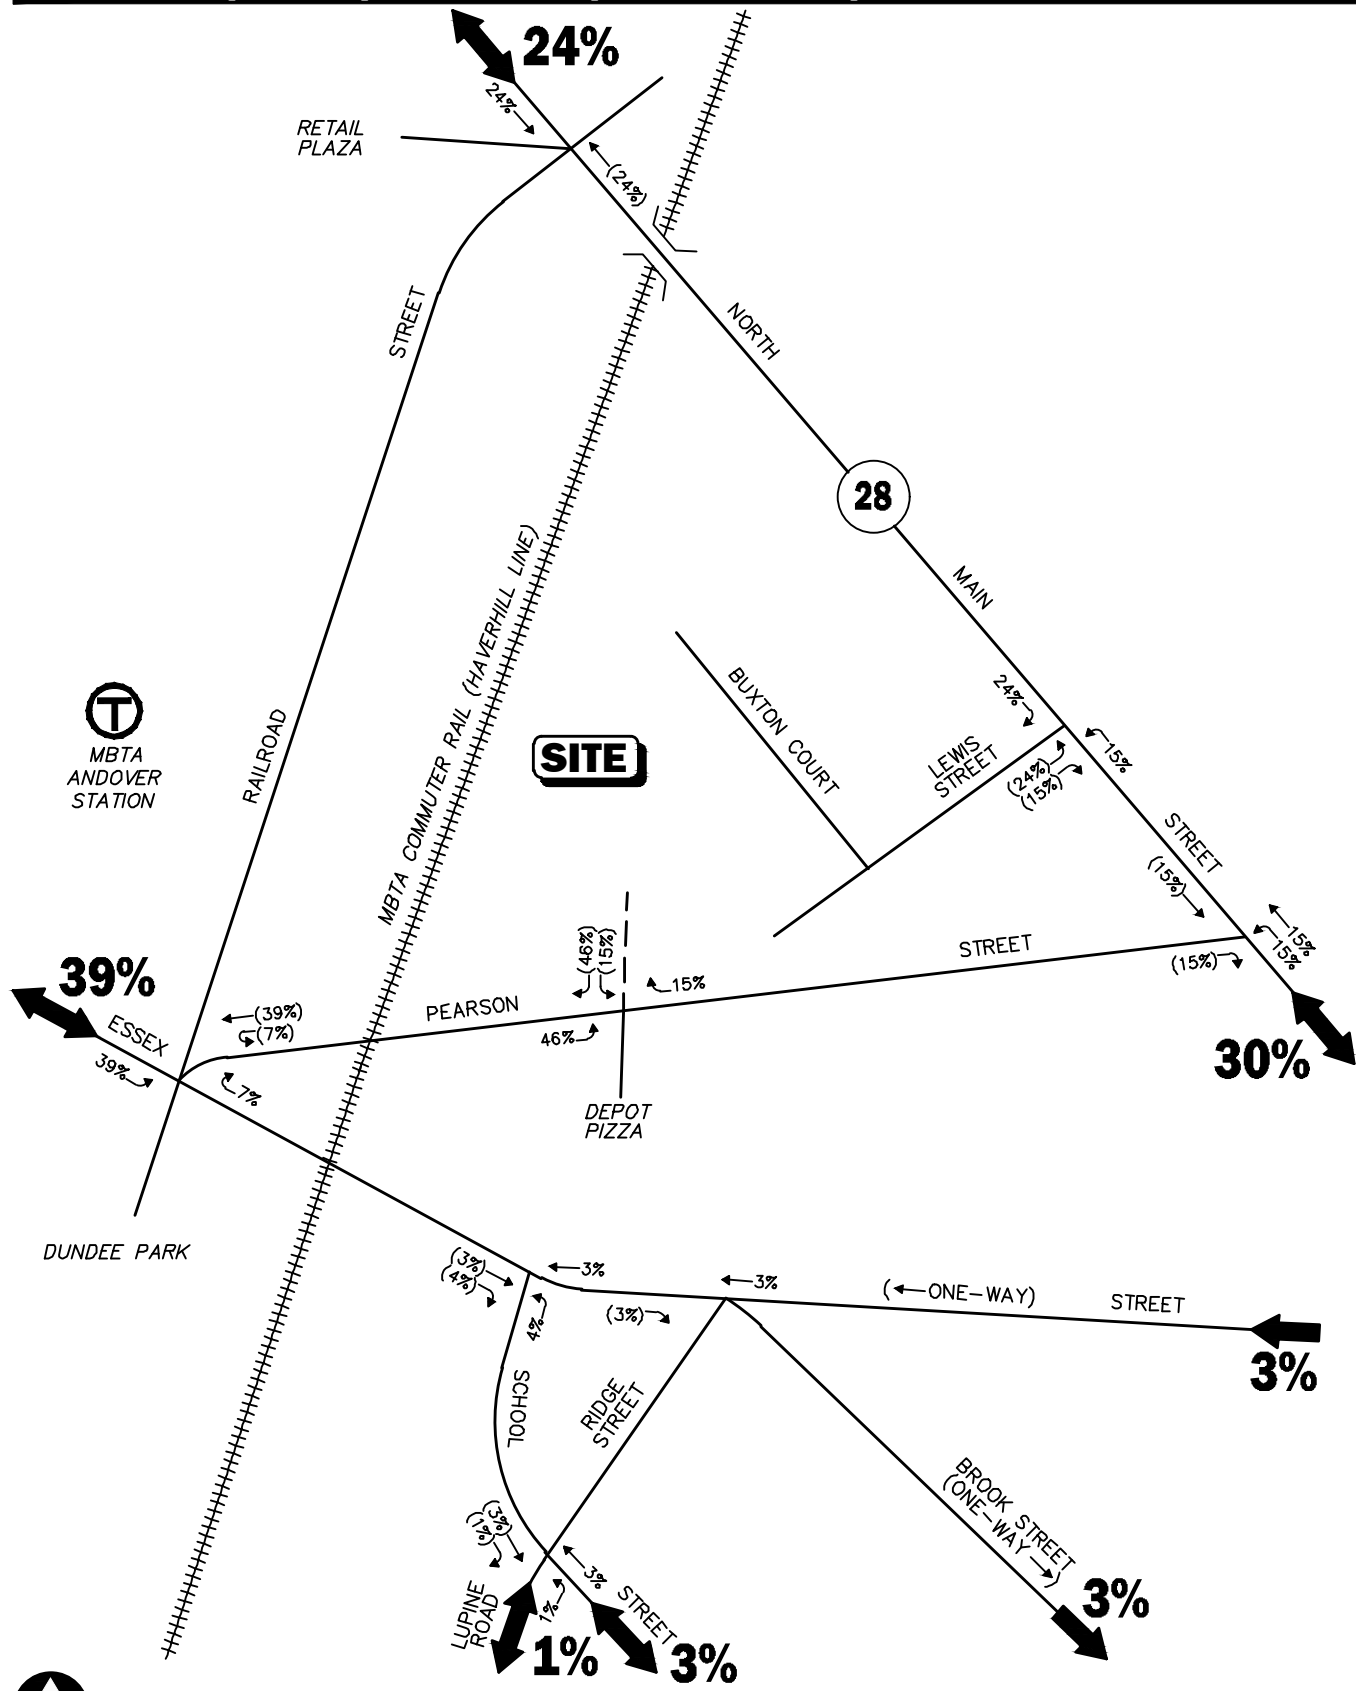 24%
24%
RETAIL
PLAZA
(24%)
STREET
NORTH
28
MAIN
MBTA COMMUTER RAIL (HAVERHILL LINE)
BUXTON COURT
24%
15%
LEWIS
STREET
(24%)
(15%)
T
MBTA
ANDOVER
STATION
RAILROAD
SITE
STREET
(15%)
15%
15%
(15%)
STREET
(46%)
(15%)
15%
39%
ESSEX
(39%)
(7%)
PEARSON
46%
39%
7%
30%
DEPOT
PIZZA
DUNDEE PARK
(3%)
(4%)
3%
3%
(ONE-WAY)
STREET
4%
(3%)
3%
SCHOOL
RIDGE
STREET
BROOK STREET
(ONE-WAY)
(3%)
(1%)
3%
1%
STREET
LUPINE
ROAD
1%
3%
3%